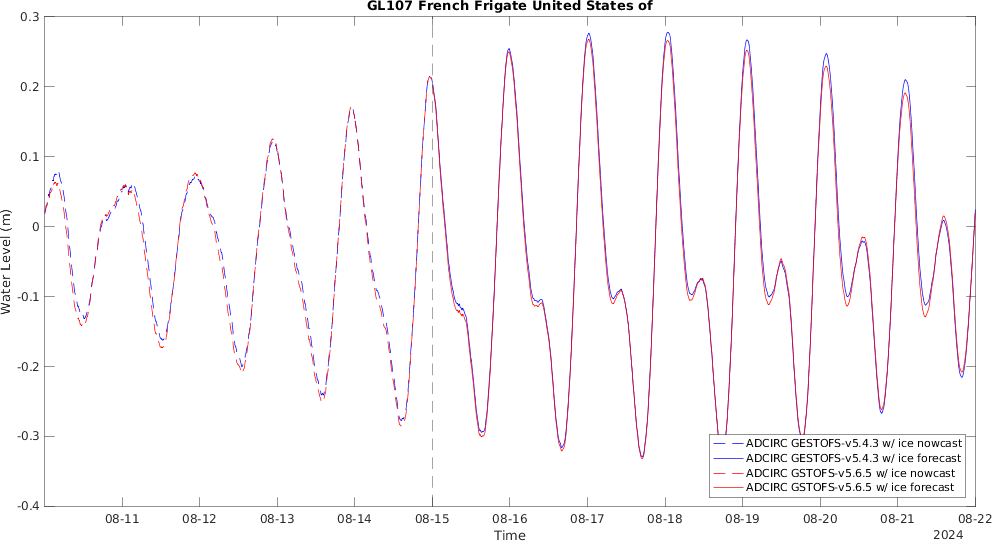 GL107 French Frigate United States of
0.3
0.2
0.1
0
-0.1
-0.2
-0.3
-0.4
Water Level (m)
ADCIRC GESTOFS-v5.4.3 w/ ice nowcast
ADCIRC GESTOFS-v5.4.3 w/ ice forecast
ADCIRC GSTOFS-v5.6.5 w/ ice nowcast
ADCIRC GSTOFS-v5.6.5 w/ ice forecast
08-11 08-12 08-13 08-14 08-15 08-16 08-17 08-18 08-19 08-20 08-21 08-22
Time
2024